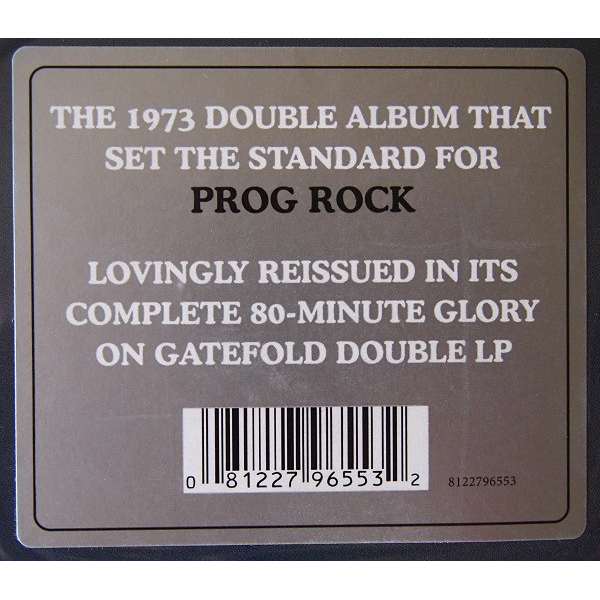 THE 1973 DOUBLE ALBUM THAT
SET THE STANDARD FOR
PROG ROCK
LOVINGLY REISSUED IN ITS
COMPLETE 80-MINUTE GLORY
ON GATEFOLD DOUBLE LP
0 81227 96553 2
8122796553